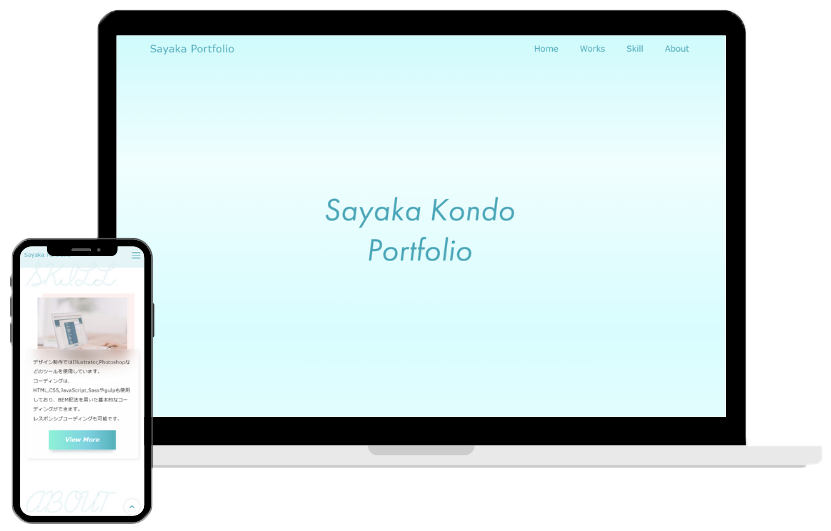 Sayaka Portfolio
Home Works Skill About
Sayaka Kondo
Portfolio
Sayaka
SKILL
デザイン制作ではIllustrator,Photoshopな
どのツールを使用しています。
コーディングは、
HTML,CSS,JavaScript,Sassやgulpも使用
しており、BEM記法を用いた基本的なコー
ディングができます。
レスポンシブコーディングも可能です。
View More
ABOUT